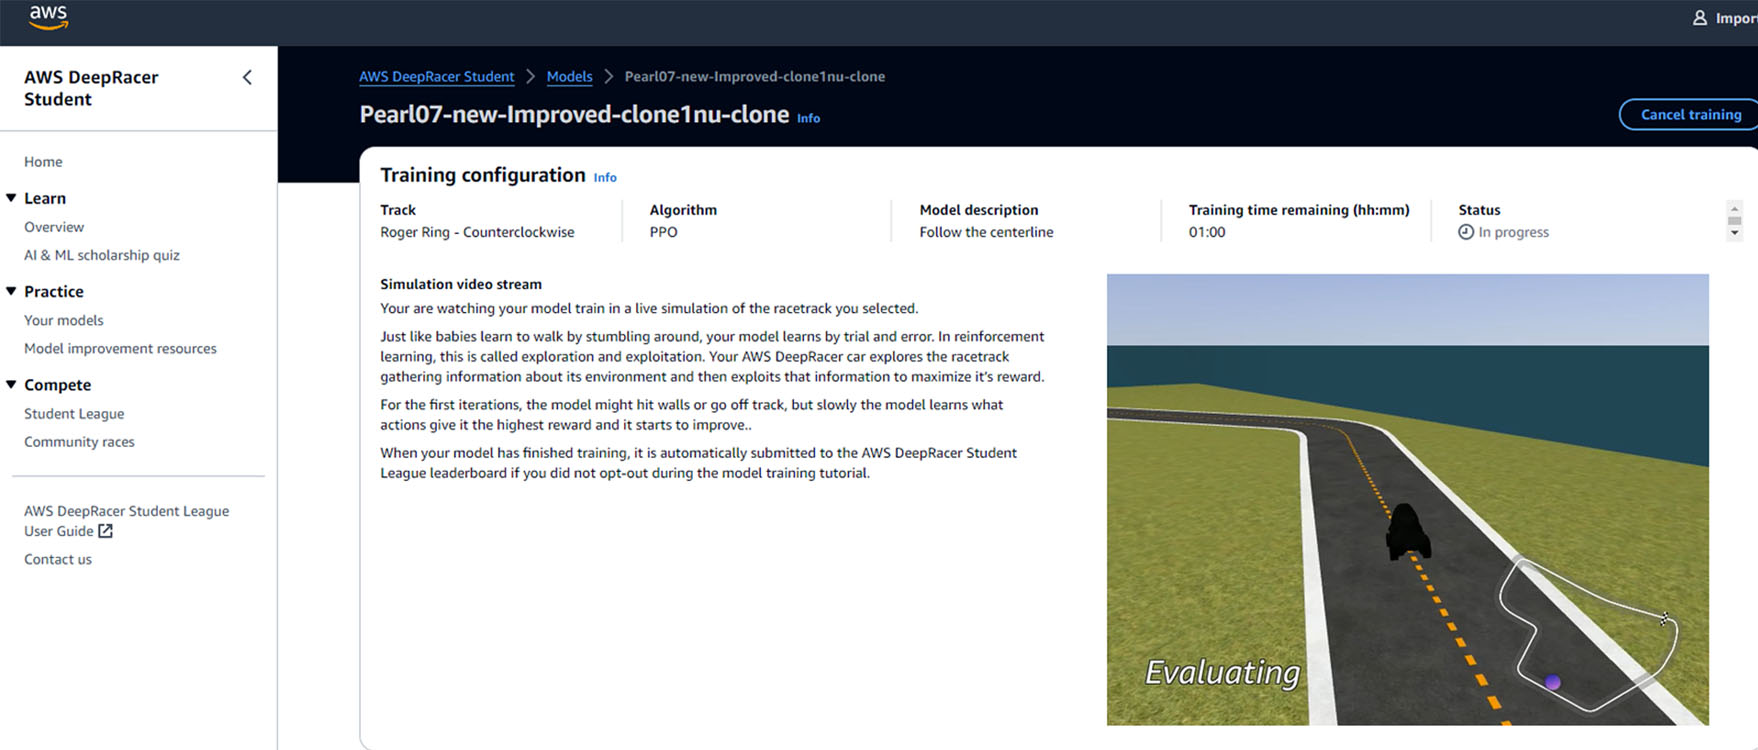 aws
Impor
AWS DeepRacer
Student
AWS DeepRacer Student
Models
Pearl07-new-Improved-clone1nu-clone
Pearl07-new-Improved-clone1nu-clone Info
Cancel training
Home
Learn
Overview
AI & ML scholarship quiz
Practice
Your models
Model improvement resources
Compete
Student League
Community races
AWS DeepRacer Student League
User Guide
Contact us
Training configuration Info
Track
Roger Ring - Counterclockwise
Algorithm
PPO
Model description
Follow the centerline
Training time remaining (hh:mm)
01:00
Status
In progress
Simulation video stream
Your are watching your model train in a live simulation of the racetrack you selected.
Just like babies learn to walk by stumbling around, your model learns by trial and error. In reinforcement
learning, this is called exploration and exploitation. Your AWS DeepRacer car explores the racetrack
gathering information about its environment and then exploits that information to maximize it's reward.
For the first iterations, the model might hit walls or go off track, but slowly the model learns what
actions give it the highest reward and it starts to improve..
When your model has finished training, it is automatically submitted to the AWS DeepRacer Student
League leaderboard if you did not opt-out during the model training tutorial.
Evaluating